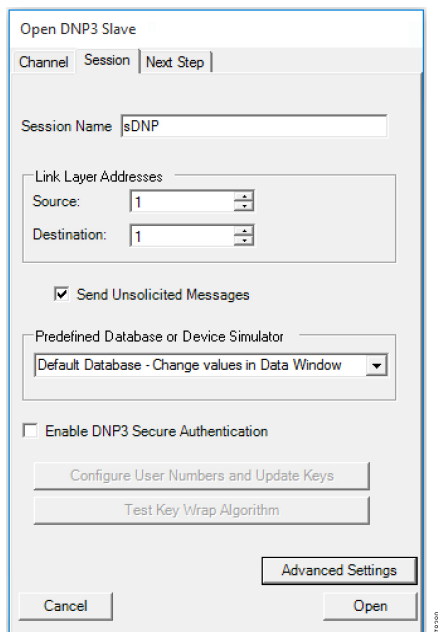 Open DNP3 Slave
Channel Session Next Step
Session Name sDNP
Link Layer Addresses
Source: 1
Destination: 1
Send Unsolicited Messages
Predefined Database or Device Simulator
Default Database - Change values in Data Window
Enable DNP3 Secure Authentication
Configure User Numbers and Update Keys
Test Key Wrap Algorithm
Advanced Settings
Cancel Open